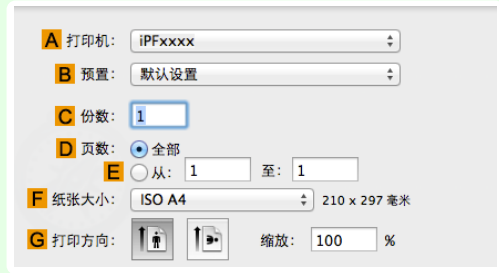 A 打印机: iPFxxxx
B 预置: 默认设置
C 份数: 1
D 页数: 全部
E 从: 1 至: 1
F 纸张大小: ISO A4 210 x 297 毫米
G 打印方向: 缩放: 100 %